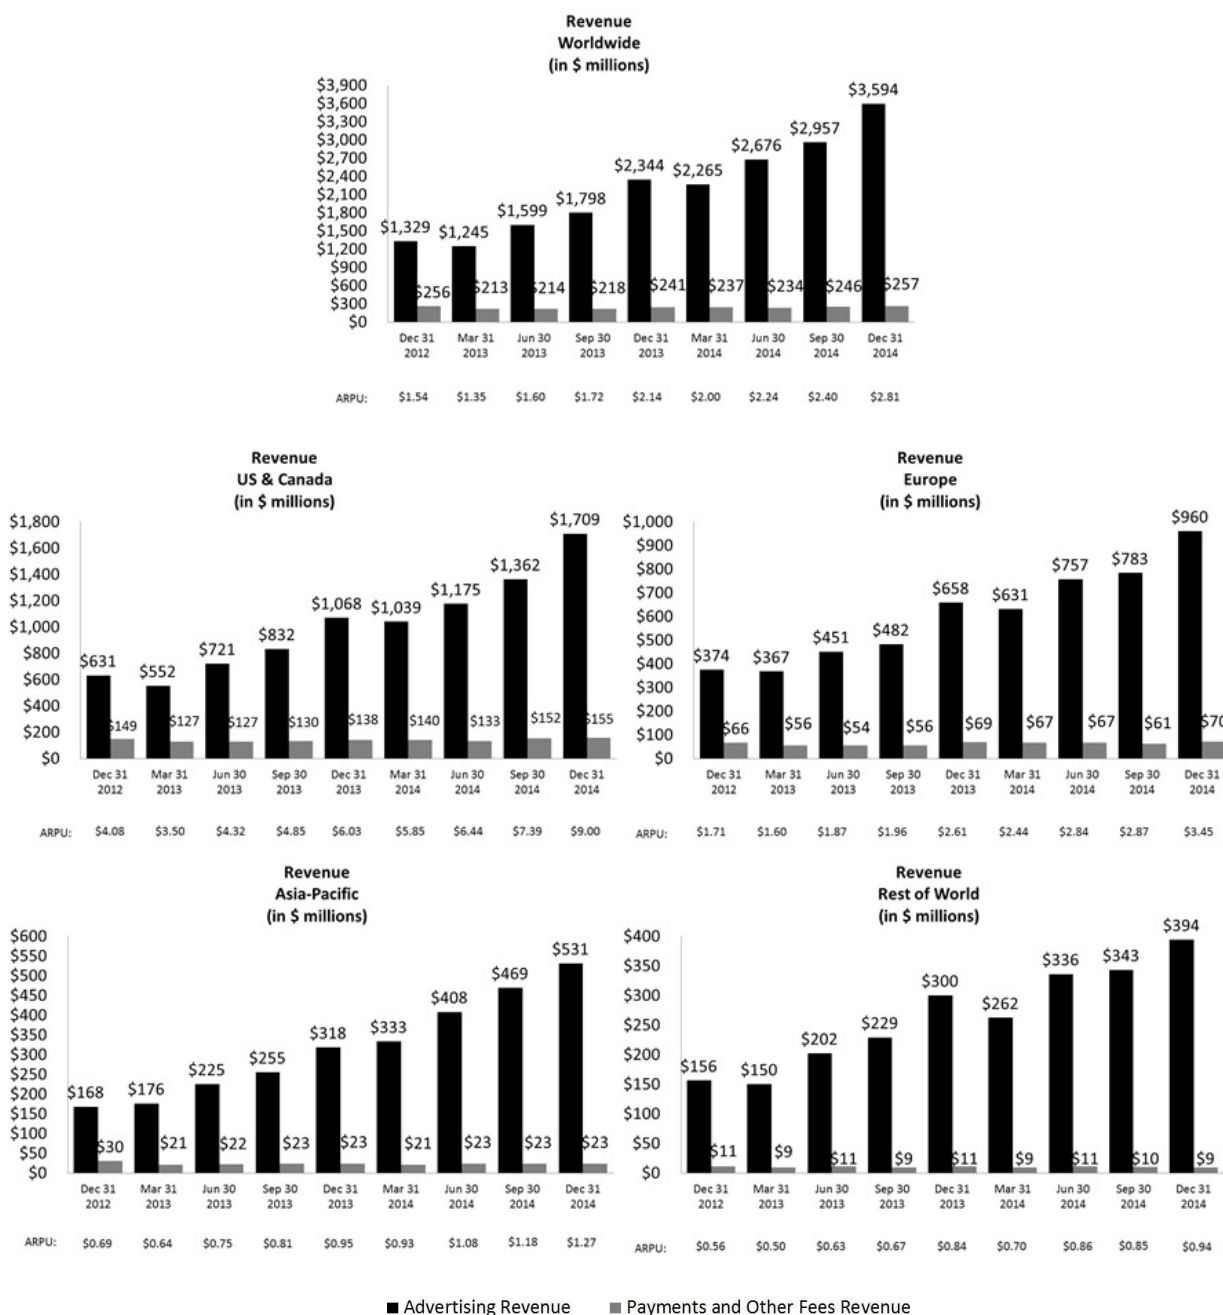 Revenue
Worldwide
(in $ millions)
$3,900
$3,600
$3,300
$3,000
$2,700
$2,400
$2,100
$1,800
$1,500
$1,200
$900
$600
$300
$0
$1,329 $1,245 $1,599 $1,798 $2,344 $2,265 $2,676 $2,957 $3,594
$256 $213 $214 $218 $241 $237 $234 $246 $257
Dec 31 Mar 31 Jun 30 Sep 30 Dec 31 Mar 31 Jun 30 Sep 30 Dec 31
2012 2013 2013 2013 2013 2014 2014 2014 2014
ARPU: $1.54 $1.35 $1.60 $1.72 $2.14 $2.00 $2.24 $2.40 $2.81
Revenue
US & Canada
(in $ millions)
$1,800
$1,600
$1,400
$1,200
$1,000
$800
$600
$400
$200
$0
$631 $552 $721 $832 $1,068 $1,039 $1,175 $1,362 $1,709
$149 $127 $127 $130 $138 $140 $133 $152 $155
Dec 31 Mar 31 Jun 30 Sep 30 Dec 31 Mar 31 Jun 30 Sep 30 Dec 31
2012 2013 2013 2013 2013 2014 2014 2014 2014
ARPU: $4.08 $3.50 $4.32 $4.85 $6.03 $5.85 $6.44 $7.39 $9.00
Revenue
Europe
(in $ millions)
$1,000
$900
$800
$700
$600
$500
$400
$300
$200
$100
$0
$374 $367 $451 $482 $658 $631 $757 $783 $960
$66 $56 $54 $56 $69 $67 $67 $61 $70
Dec 31 Mar 31 Jun 30 Sep 30 Dec 31 Mar 31 Jun 30 Sep 30 Dec 31
2012 2013 2013 2013 2013 2014 2014 2014 2014
ARPU: $1.71 $1.60 $1.87 $1.96 $2.61 $2.44 $2.84 $2.87 $3.45
Revenue
Asia-Pacific
(in $ millions)
$600
$550
$500
$450
$400
$350
$300
$250
$200
$150
$100
$50
$0
$168 $176 $225 $255 $318 $333 $408 $469 $531
$30 $21 $22 $23 $23 $21 $23 $23 $23
Dec 31 Mar 31 Jun 30 Sep 30 Dec 31 Mar 31 Jun 30 Sep 30 Dec 31
2012 2013 2013 2013 2013 2014 2014 2014 2014
ARPU: $0.69 $0.64 $0.75 $0.81 $0.95 $0.93 $1.08 $1.18 $1.27
Revenue
Rest of World
(in $ millions)
$400
$350
$300
$250
$200
$150
$100
$50
$0
$156 $150 $202 $229 $300 $262 $336 $343 $394
$11 $9 $11 $9 $11 $9 $11 $10 $9
Dec 31 Mar 31 Jun 30 Sep 30 Dec 31 Mar 31 Jun 30 Sep 30 Dec 31
2012 2013 2013 2013 2013 2014 2014 2014 2014
ARPU: $0.56 $0.50 $0.63 $0.67 $0.84 $0.70 $0.86 $0.85 $0.94
Advertising Revenue Payments and Other Fees Revenue